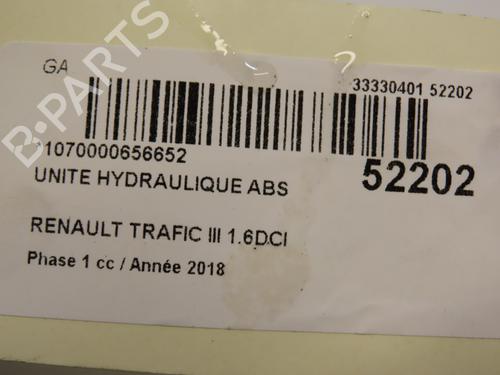 GA
33330401 52202
1070000656652
52202
UNITE HYDRAULIQUE ABS
RENAULT TRAFIC III 1.6DCI
Phase 1 cc / Année 2018
B-PARTS